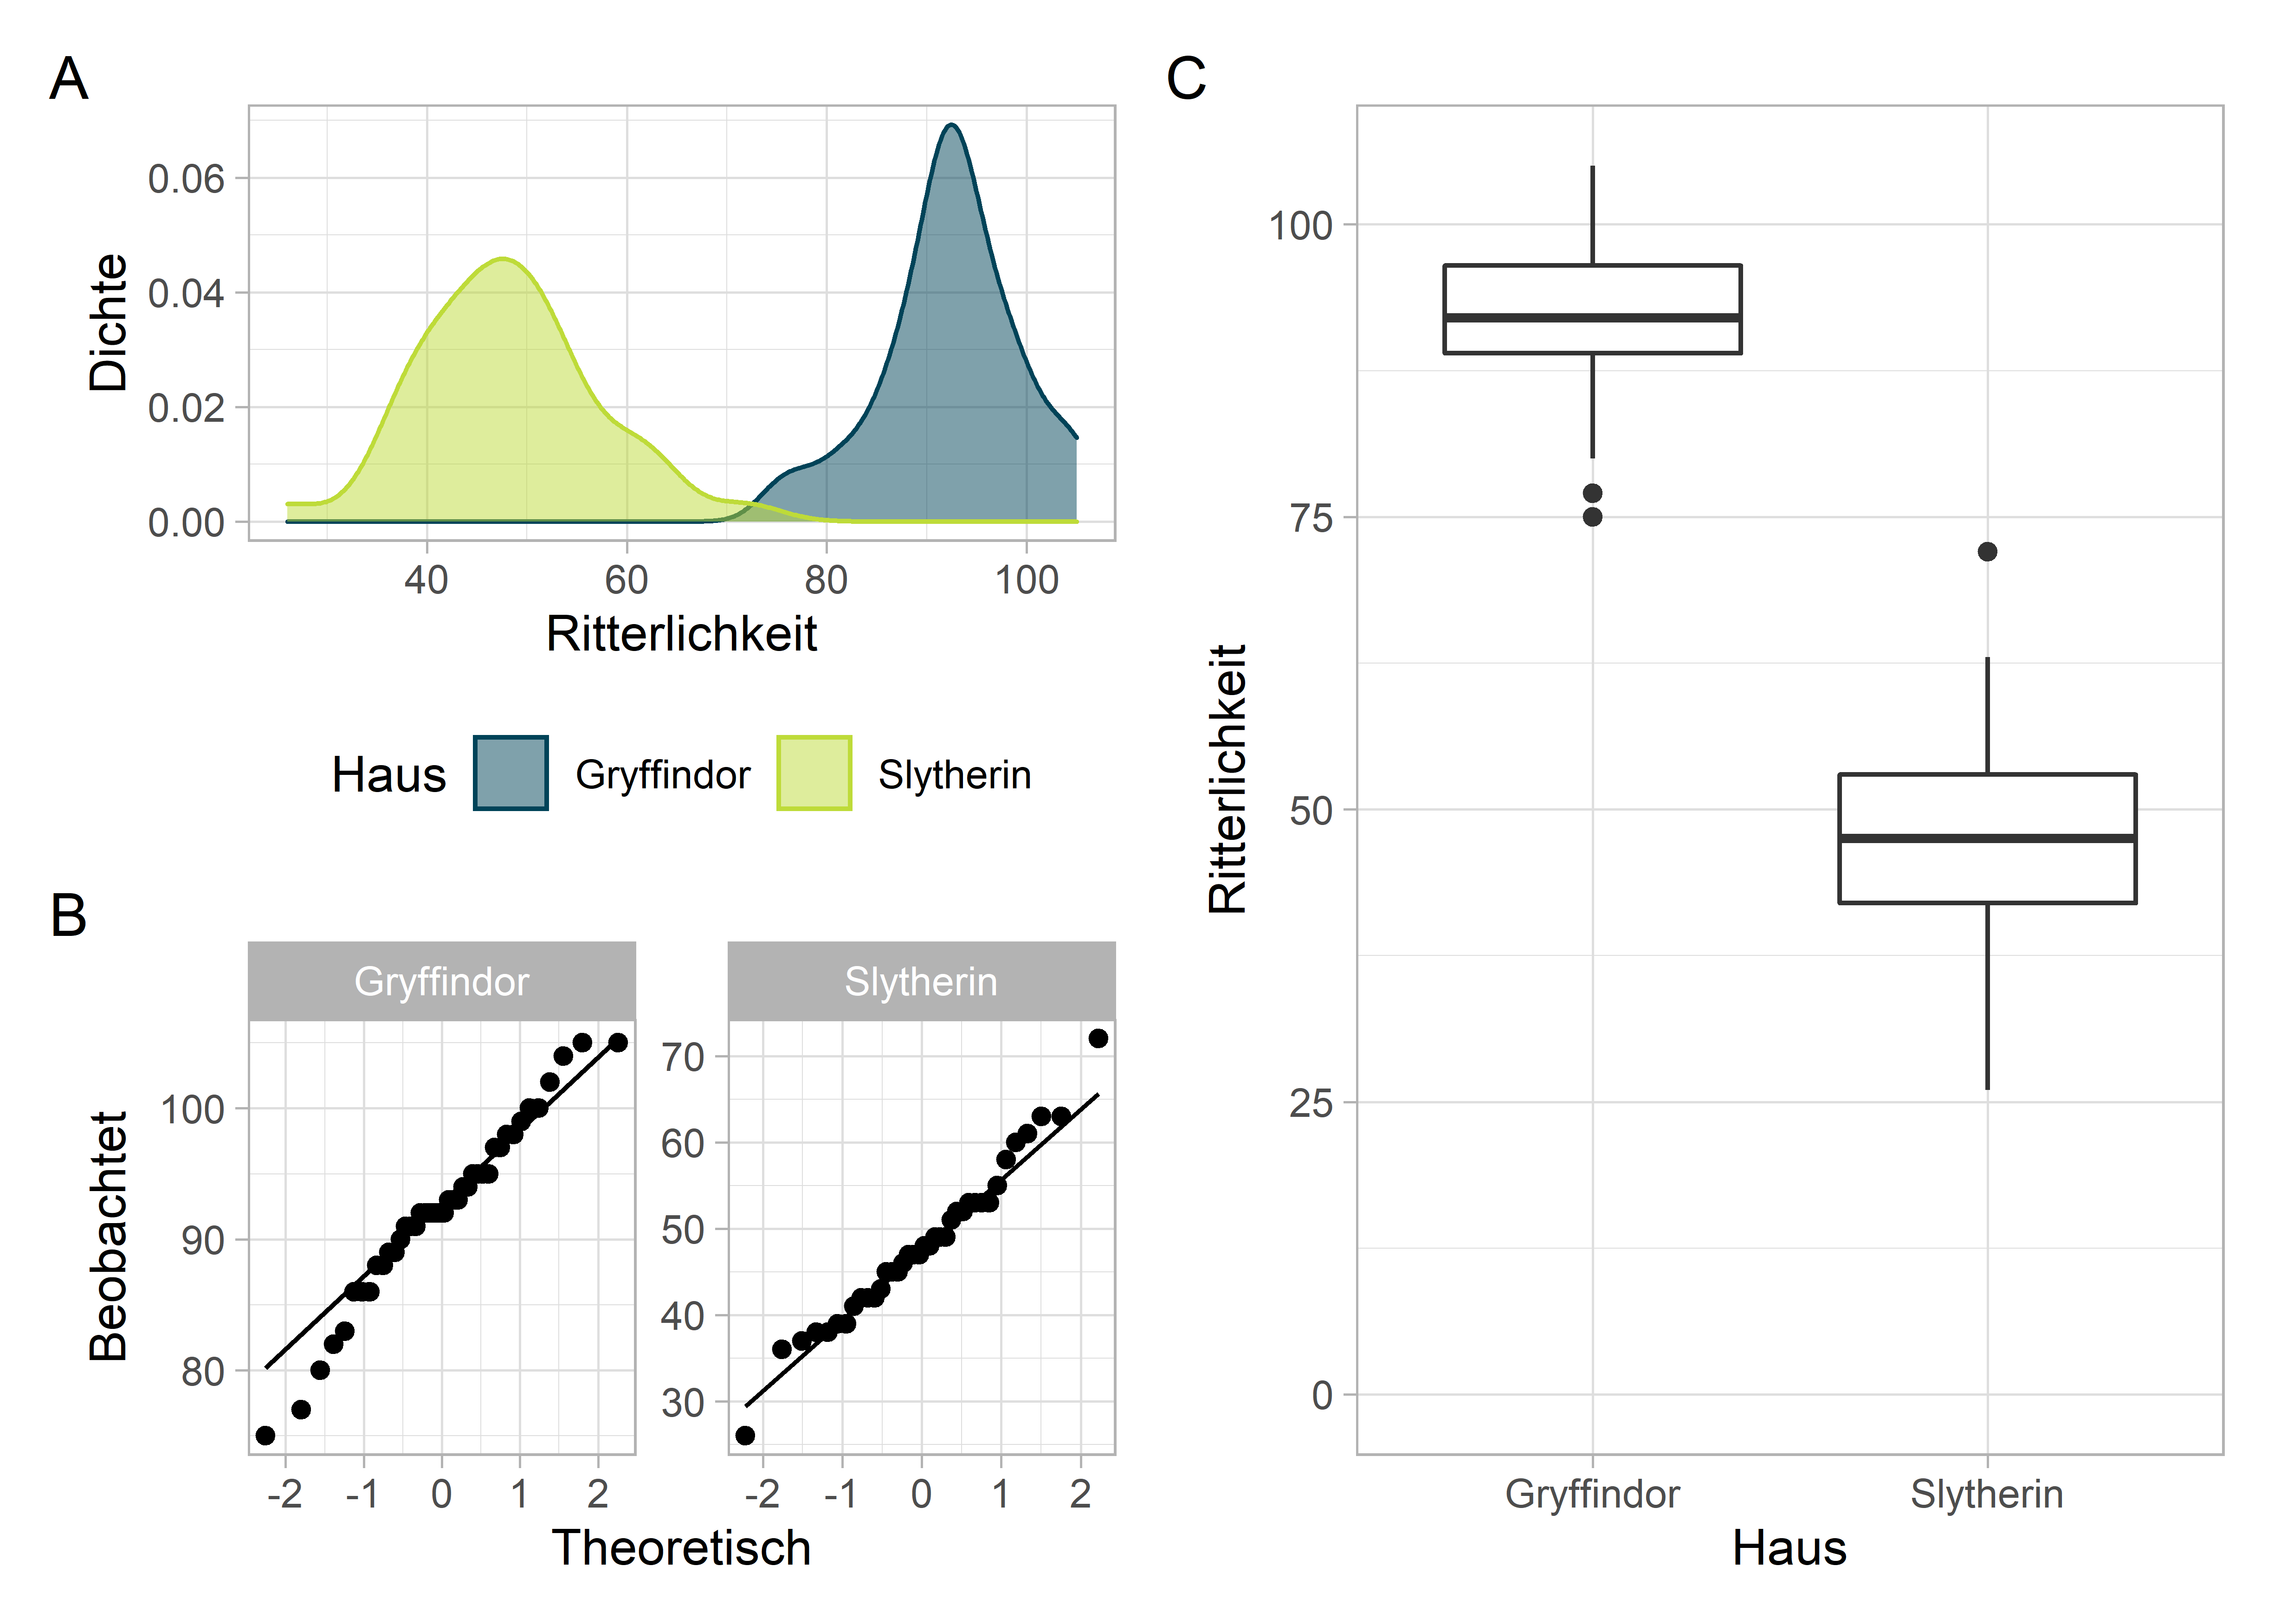 A
Dichte
0.06
0.04
0.02
0.00
40 60 80 100
Ritterlichkeit
Haus Gryffindor Slytherin
B
Gryffindor Slytherin
Beobachtet
100
90
80
70
60
50
40
30
-2 -1 0 1 2 -2 -1 0 1 2
Theoretisch
C
Ritterlichkeit
100
75
50
25
0
Gryffindor Slytherin
Haus